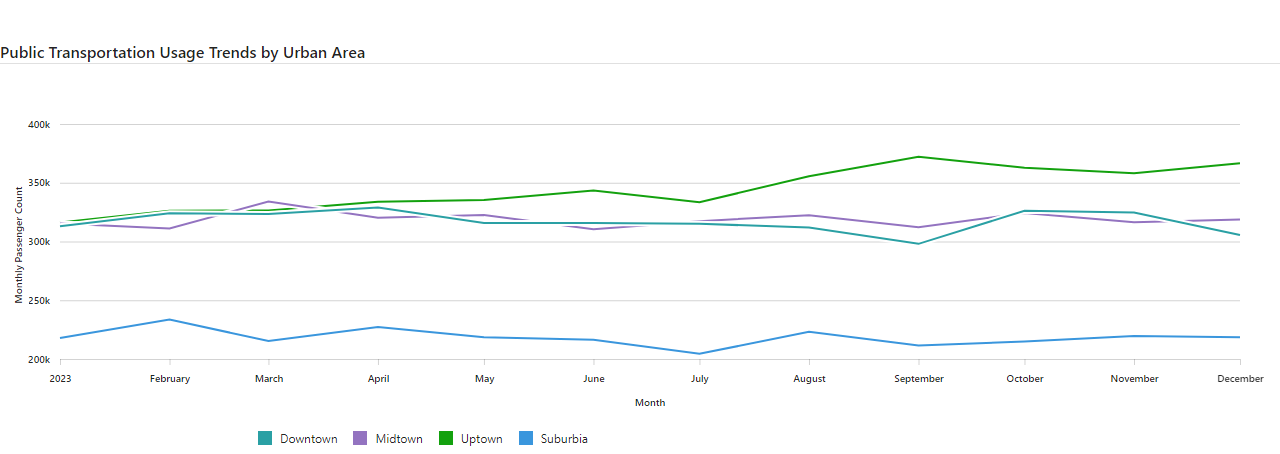 Public Transportation Usage Trends by Urban Area
Monthly Passenger Count
400k
350k
300k
250k
200k
2023 February March April May June July August September October November December
Month
Downtown Midtown Uptown Suburbia